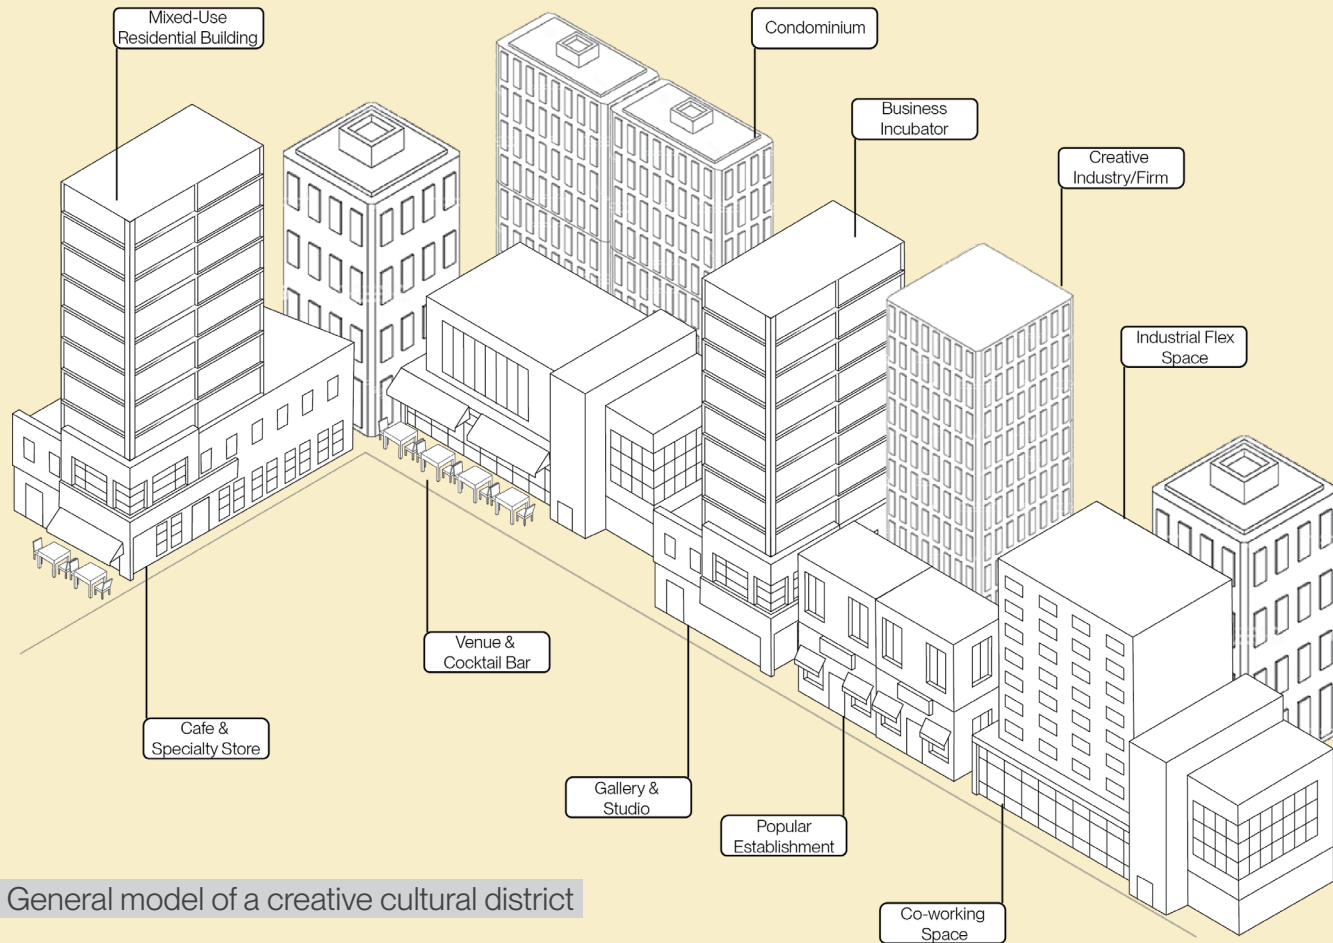 Mixed-Use
Residential Building
Condominium
Business
Incubator
Creative
Industry/Firm
Industrial Flex
Space
Venue &
Cocktail Bar
Cafe &
Specialty Store
Gallery &
Studio
Popular
Establishment
Co-working
Space
General model of a creative cultural district